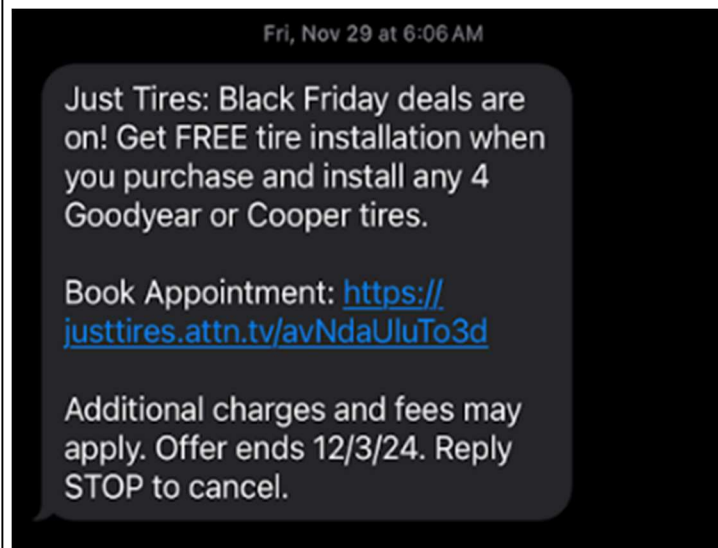 Fri, Nov 29 at 6:06 AM
Just Tires: Black Friday deals are
on! Get FREE tire installation when
you purchase and install any 4
Goodyear or Cooper tires.
Book Appointment: https://
justtires.attn.tv/avNdaUluTo3d
Additional charges and fees may
apply. Offer ends 12/3/24. Reply
STOP to cancel.